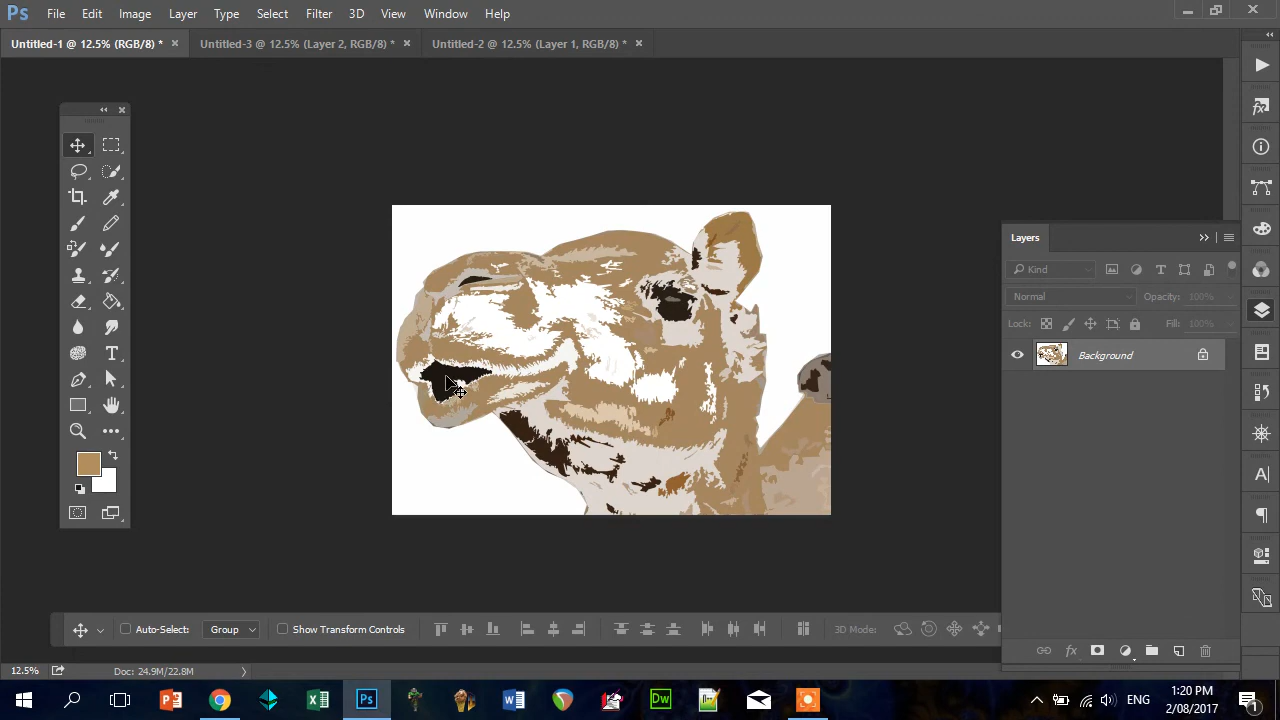 Ps File Edit Image Layer Type Select Filter 3D View Window Help
Untitled-1 @ 12.5% (RGB/8) * Untitled-3 @ 12.5% (Layer 2, RGB/8) * Untitled-2 @ 12.5% (Layer 1, RGB/8) *
Layers
Kind
Normal Opacity: 100%
Lock: Fill: 100%
Background
Auto-Select: Group Show Transform Controls 3D Mode:
12.5% Doc: 24.9M/22.8M
ENG 1:20 PM
2/08/2017